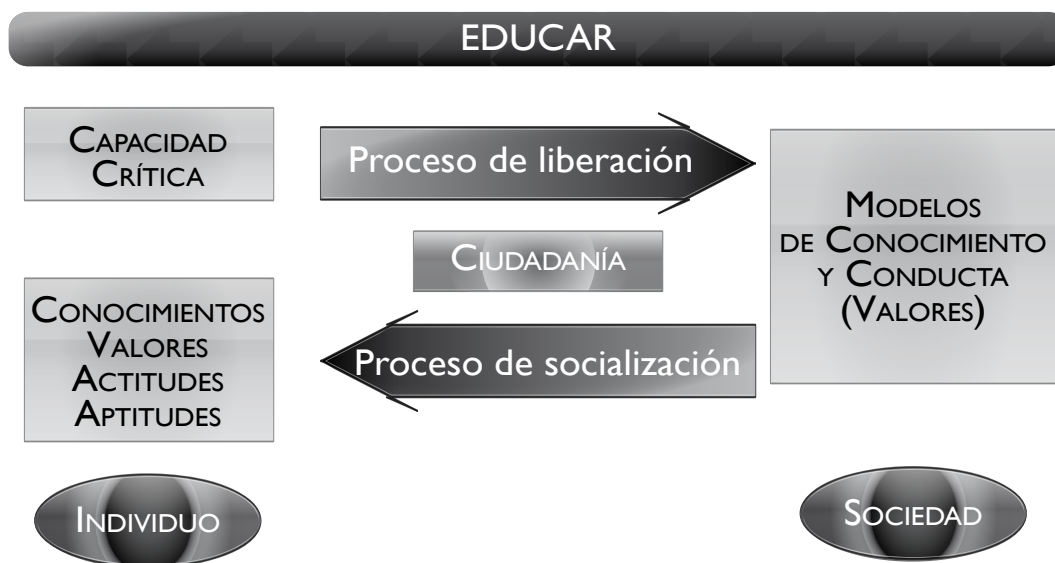 EDUCAR
CAPACIDAD
CRÍTICA
Proceso de liberación
CIUDADANÍA
MODELOS
DE CONOCIMIENTO
Y CONDUCTA
(VALORES)
CONOCIMIENTOS
VALORES
ACTITUDES
APTITUDES
Proceso de socialización
INDIVIDUO
SOCIEDAD